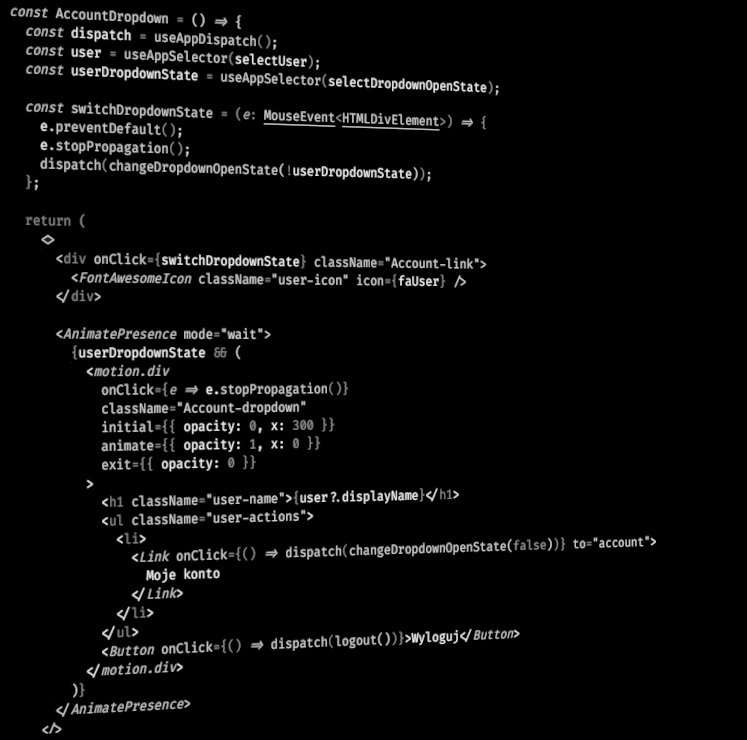 const AccountDropdown = () => {
  const dispatch = useAppDispatch();
  const user = useAppSelector(selectUser);
  const userDropdownState = useAppSelector(selectDropdownOpenState);

  const switchDropdownState = (e: MouseEvent<HTMLDivElement>) => {
    e.preventDefault();
    e.stopPropagation();
    dispatch(changeDropdownOpenState(!userDropdownState));
  };

  return (
    <>
      <div onClick={switchDropdownState} className="Account-link">
        <FontAwesomeIcon className="user-icon" icon={faUser} />
      </div>

      <AnimatePresence mode="wait">
        {userDropdownState && (
          <motion.div
            onClick={e => e.stopPropagation()}
            className="Account-dropdown"
            initial={{ opacity: 0, x: 300 }}
            animate={{ opacity: 1, x: 0 }}
            exit={{ opacity: 0 }}
          >
            <h1 className="user-name">{user?.displayName}</h1>
            <ul className="user-actions">
              <li>
                <Link onClick={() => dispatch(changeDropdownOpenState(false))} to="account">
                  Moje konto
                </Link>
              </li>
            </ul>
            <Button onClick={() => dispatch(logout())}>Wyloguj</Button>
          </motion.div>
        )}
      </AnimatePresence>
    </>